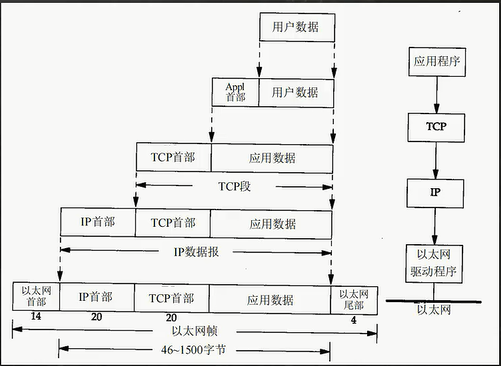 用户数据
Appl
首部
用户数据
应用程序
TCP首部
应用数据
TCP
TCP段
IP首部
TCP首部
应用数据
IP
IP数据报
以太网
驱动程序
以太网
首部
IP首部
TCP首部
应用数据
以太网
尾部
以太网
14
20
20
4
以太网帧
46~1500字节